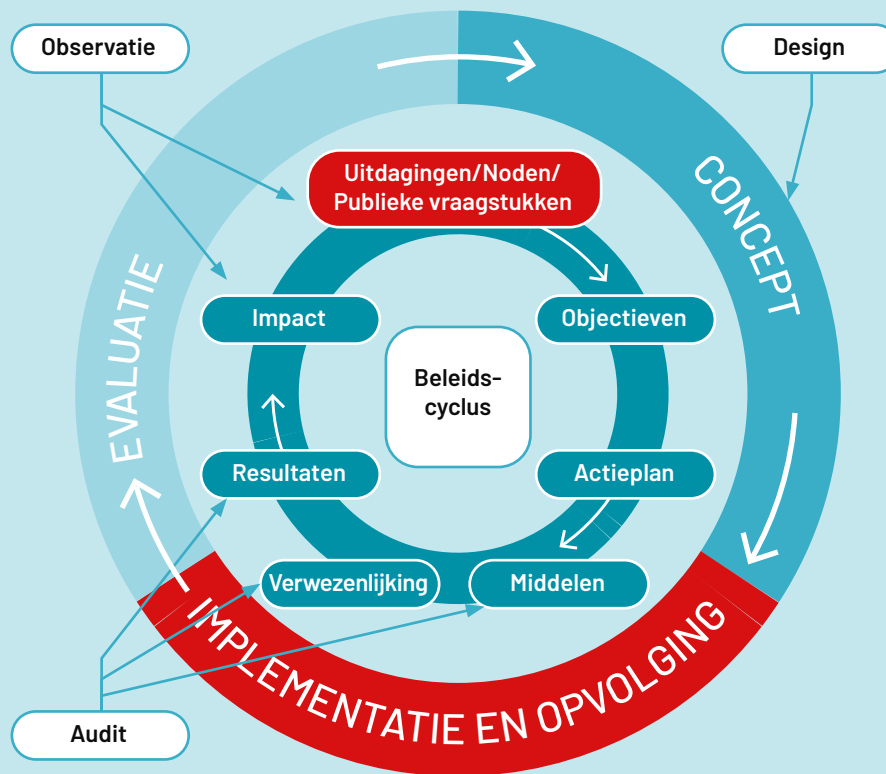 Observatie
Design
Uitdagingen/Noden/
Publieke vraagstukken
CONCEPT
EVALUATIE
Impact
Objectieven
Beleids-
cyclus
Resultaten
Actieplan
Verwezenlijking
Middelen
IMPLEMENTATIE EN OPVOLGING
Audit